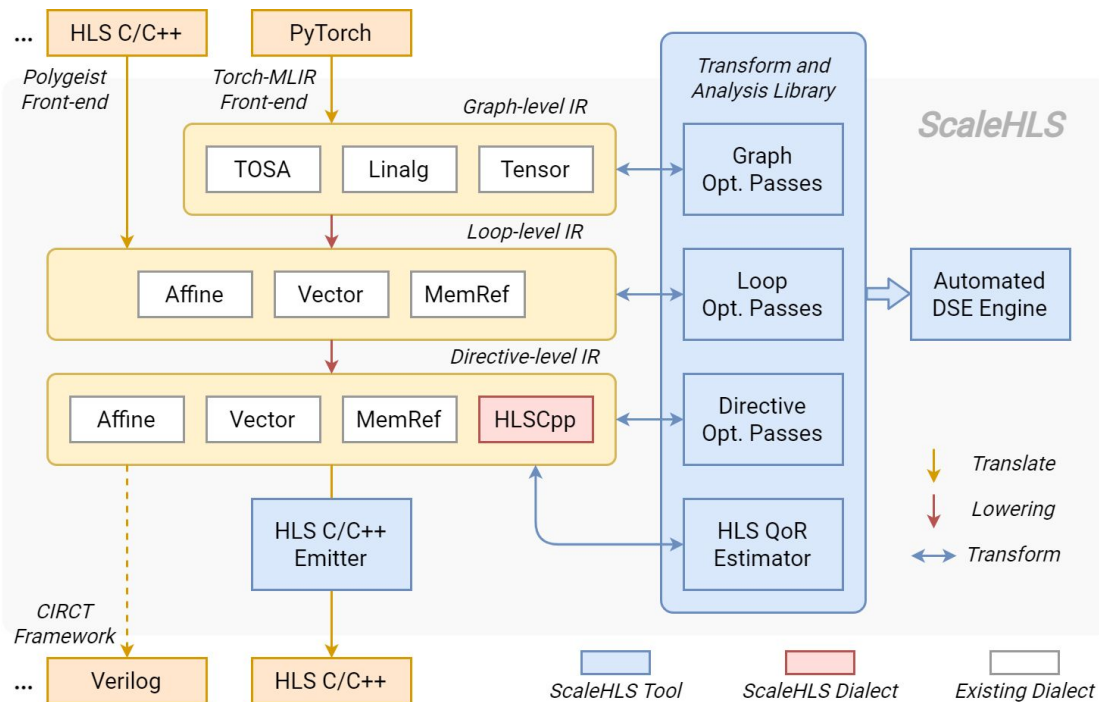 ... HLS C/C++
PyTorch
Polygeist
Front-end
Torch-MLIR
Front-end
Graph-level IR
Transform and
Analysis Library
ScaleHLS
TOSA
Linalg
Tensor
Graph
Opt. Passes
Loop-level IR
Affine
Vector
MemRef
Loop
Opt. Passes
Automated
DSE Engine
Directive-level IR
Affine
Vector
MemRef
HLSCpp
Directive
Opt. Passes
Translate
Lowering
Transform
HLS C/C++
Emitter
HLS QoR
Estimator
CIRCT
Framework
... Verilog
HLS C/C++
ScaleHLS Tool
ScaleHLS Dialect
Existing Dialect